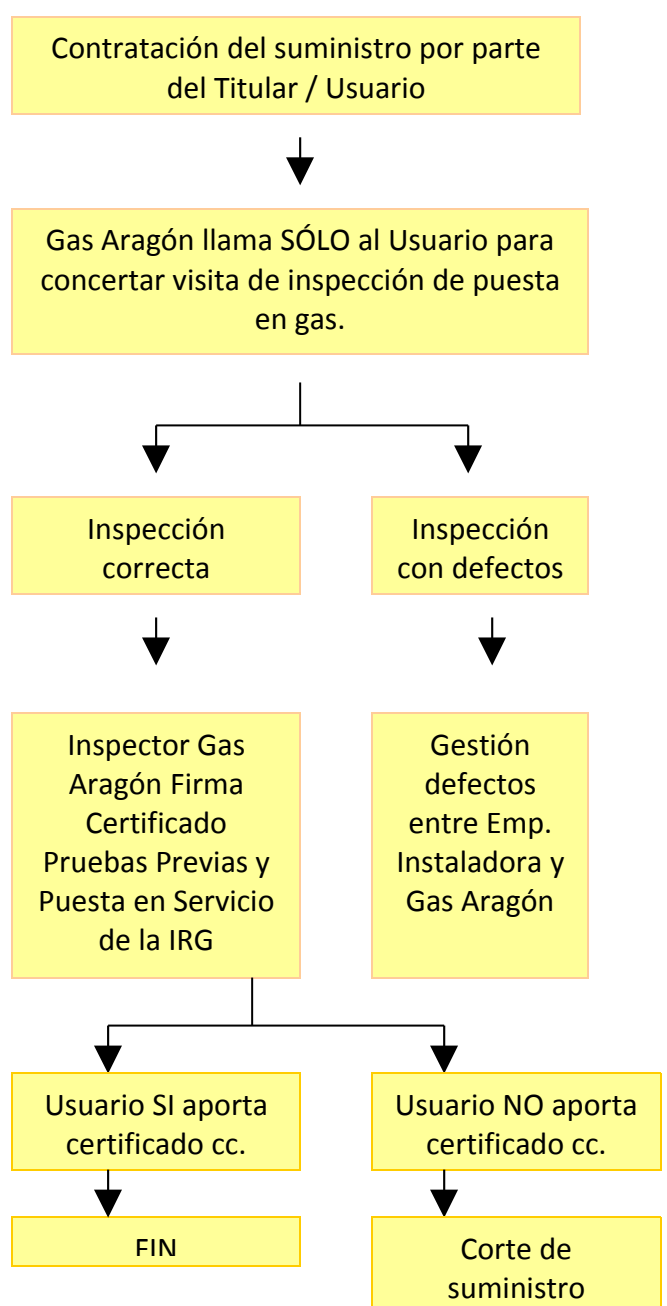 Contratación del suministro por parte
del Titular / Usuario
Gas Aragón llama SÓLO al Usuario para
concertar visita de inspección de puesta
en gas.
Inspección
correcta
Inspección
con defectos
Inspector Gas
Aragón Firma
Certificado
Pruebas Previas y
Puesta en Servicio
de la IRG
Gestión
defectos
entre Emp.
Instaladora y
Gas Aragón
Usuario SI aporta
certificado cc.
Usuario NO aporta
certificado cc.
FIN
Corte de
suministro